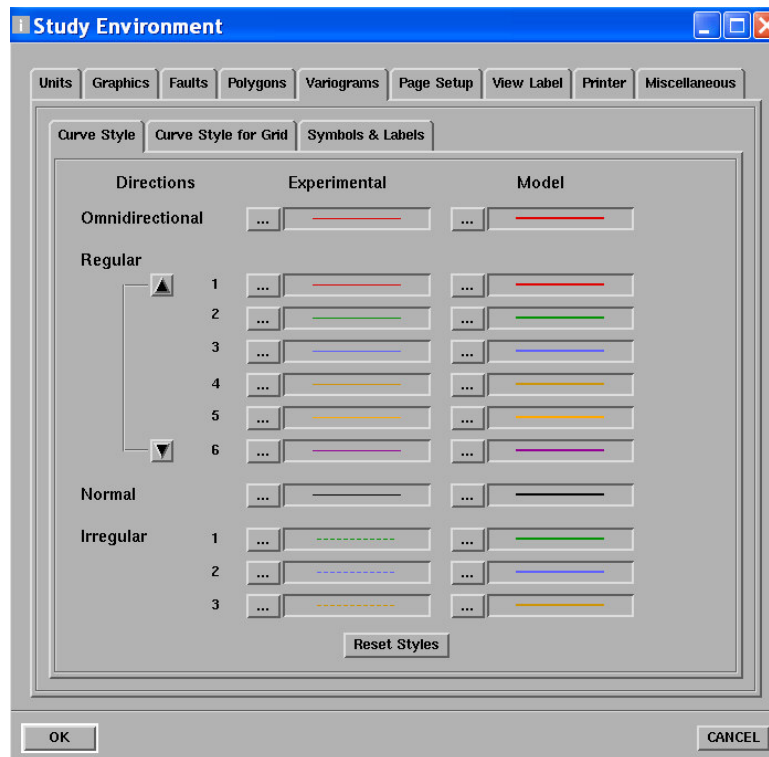 Study Environment
Units Graphics Faults Polygons Variograms Page Setup View Label Printer Miscellaneous
Curve Style Curve Style for Grid Symbols & Labels
Directions Experimental Model
Omnidirectional ... ...
Regular
1 ... ...
2 ... ...
3 ... ...
4 ... ...
5 ... ...
6 ... ...
Normal ... ...
Irregular 1 ... ...
2 ... ...
3 ... ...
Reset Styles
OK CANCEL